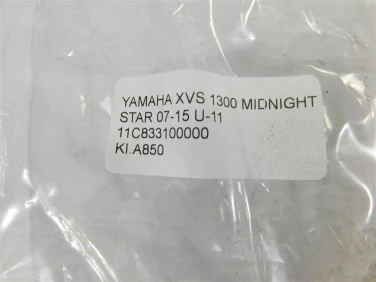 YAMAHA XVS 1300 MIDNIGHT
STAR 07-15 U-11
11C833100000
KI.A850